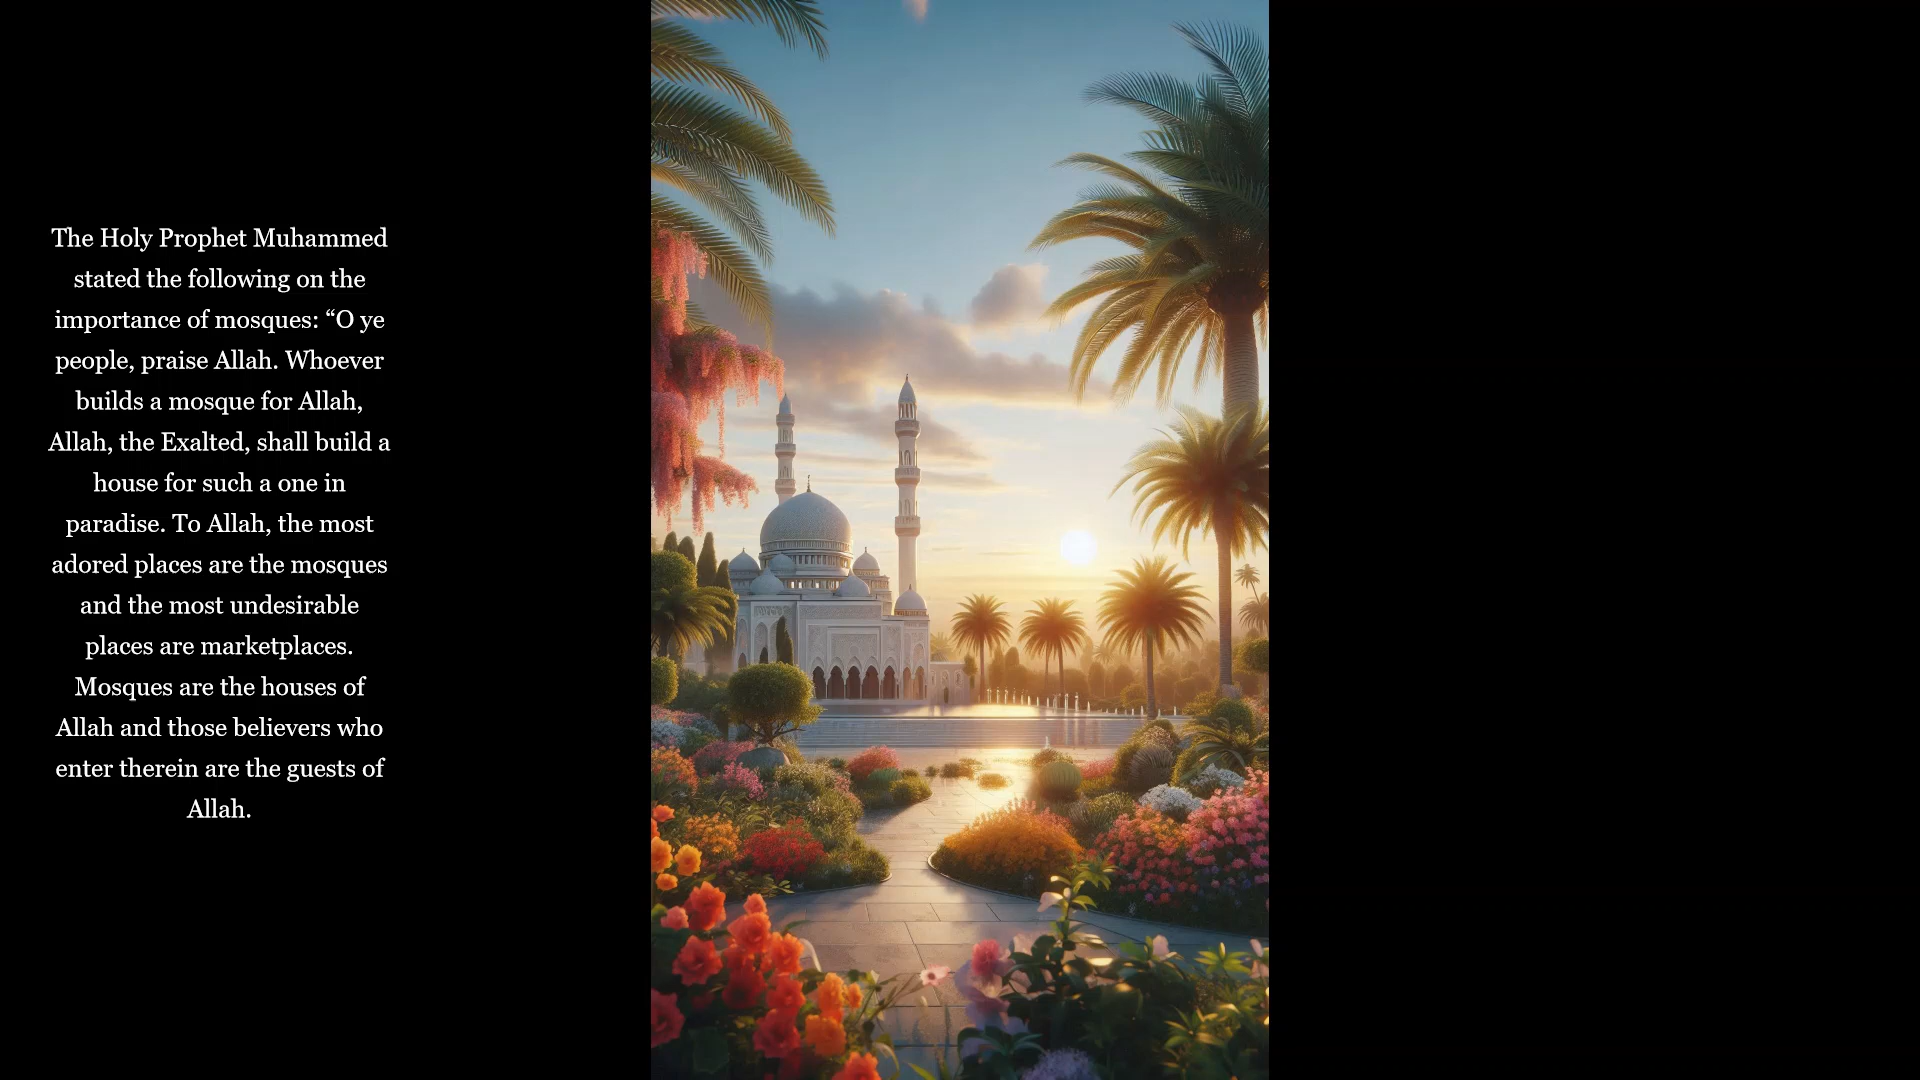 The Holy Prophet Muhammed
stated the following on the
importance of mosques: “O ye
people, praise Allah. Whoever
builds a mosque for Allah,
Allah, the Exalted, shall build a
house for such a one in
paradise. To Allah, the most
adored places are the mosques
and the most undesirable
places are marketplaces.
Mosques are the houses of
Allah and those believers who
enter therein are the guests of
Allah.